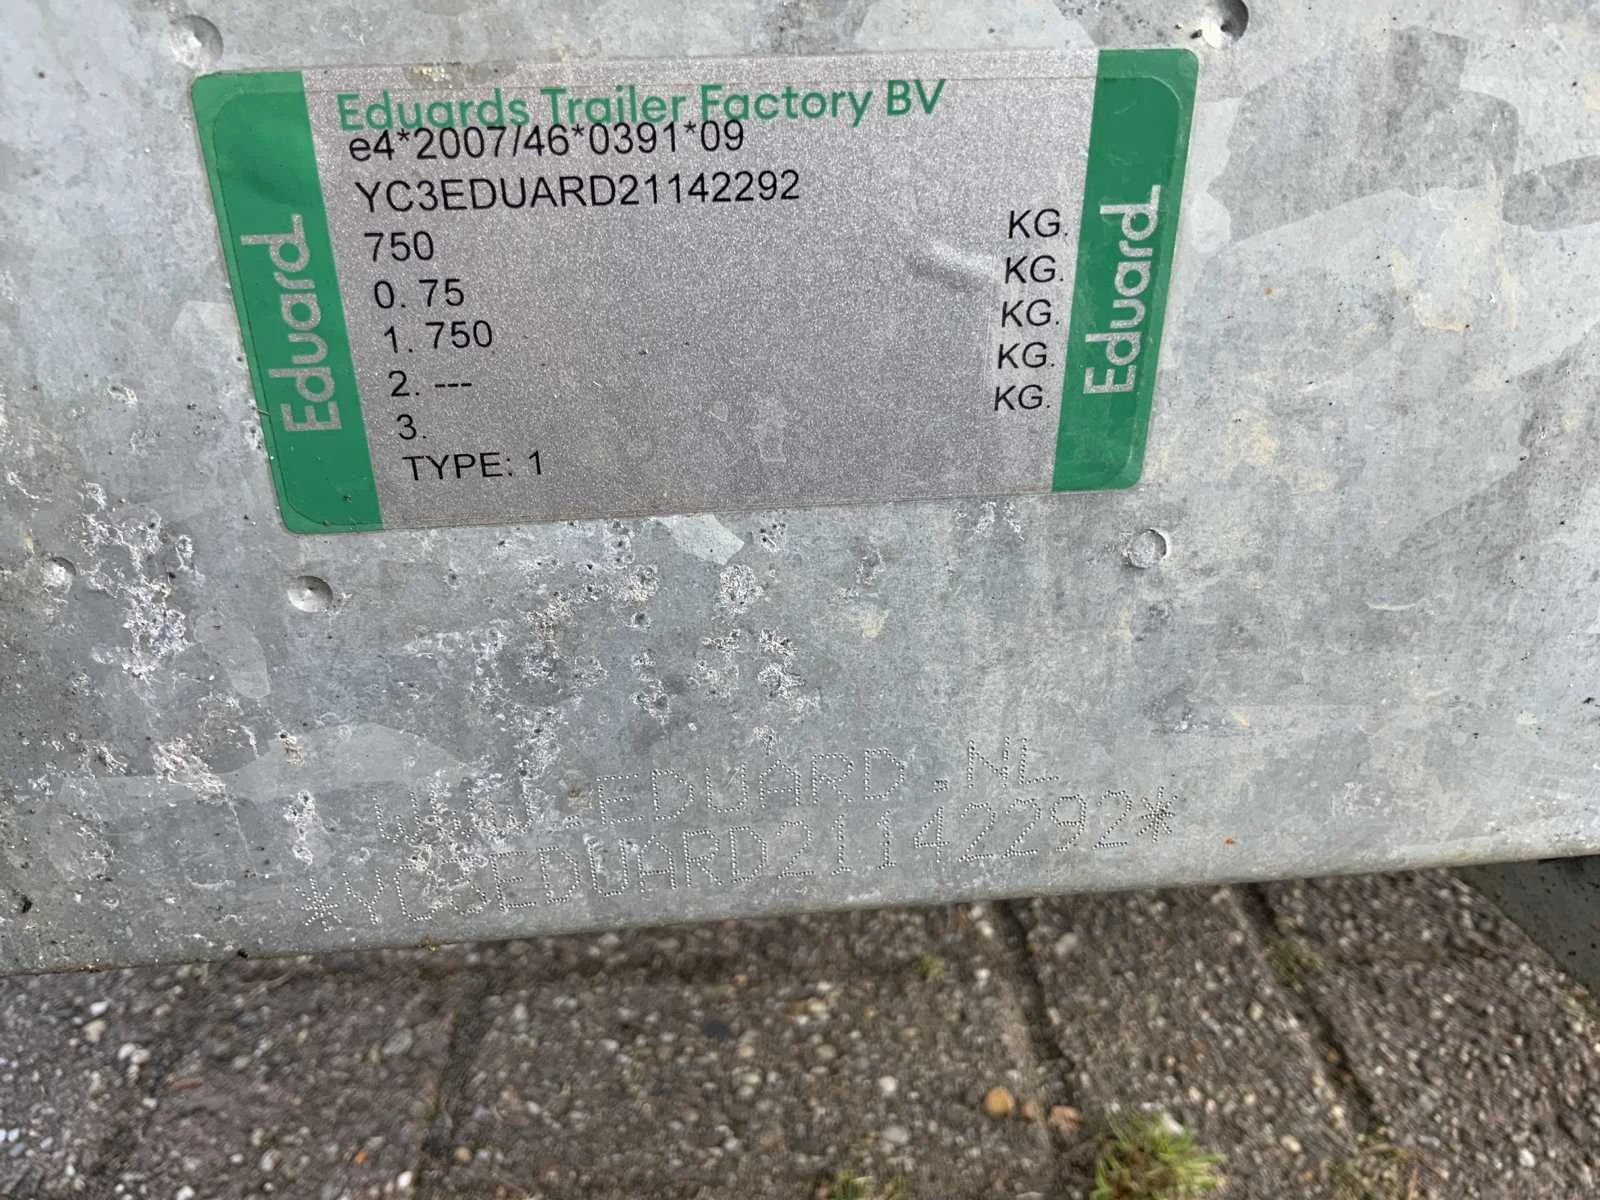 Eduards Trailer Factory BV
e4*2007/46*0391*09
YC3EDUARD21142292
750 KG.
0. 75 KG.
1. 750 KG.
2. --- KG.
3. KG.
TYPE: 1
Eduard
Eduard
WWW.EDUARD.NL
*YC3EDUARD21142292*